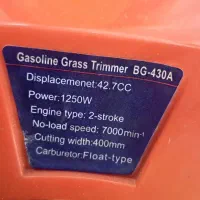 Gasoline Grass Trimmer BG-430A
Displacemenet:42.7CC
Power:1250W
Engine type: 2-stroke
No-load speed: 7000min⁻¹
Cutting width:400mm
Carburetor:Float-type